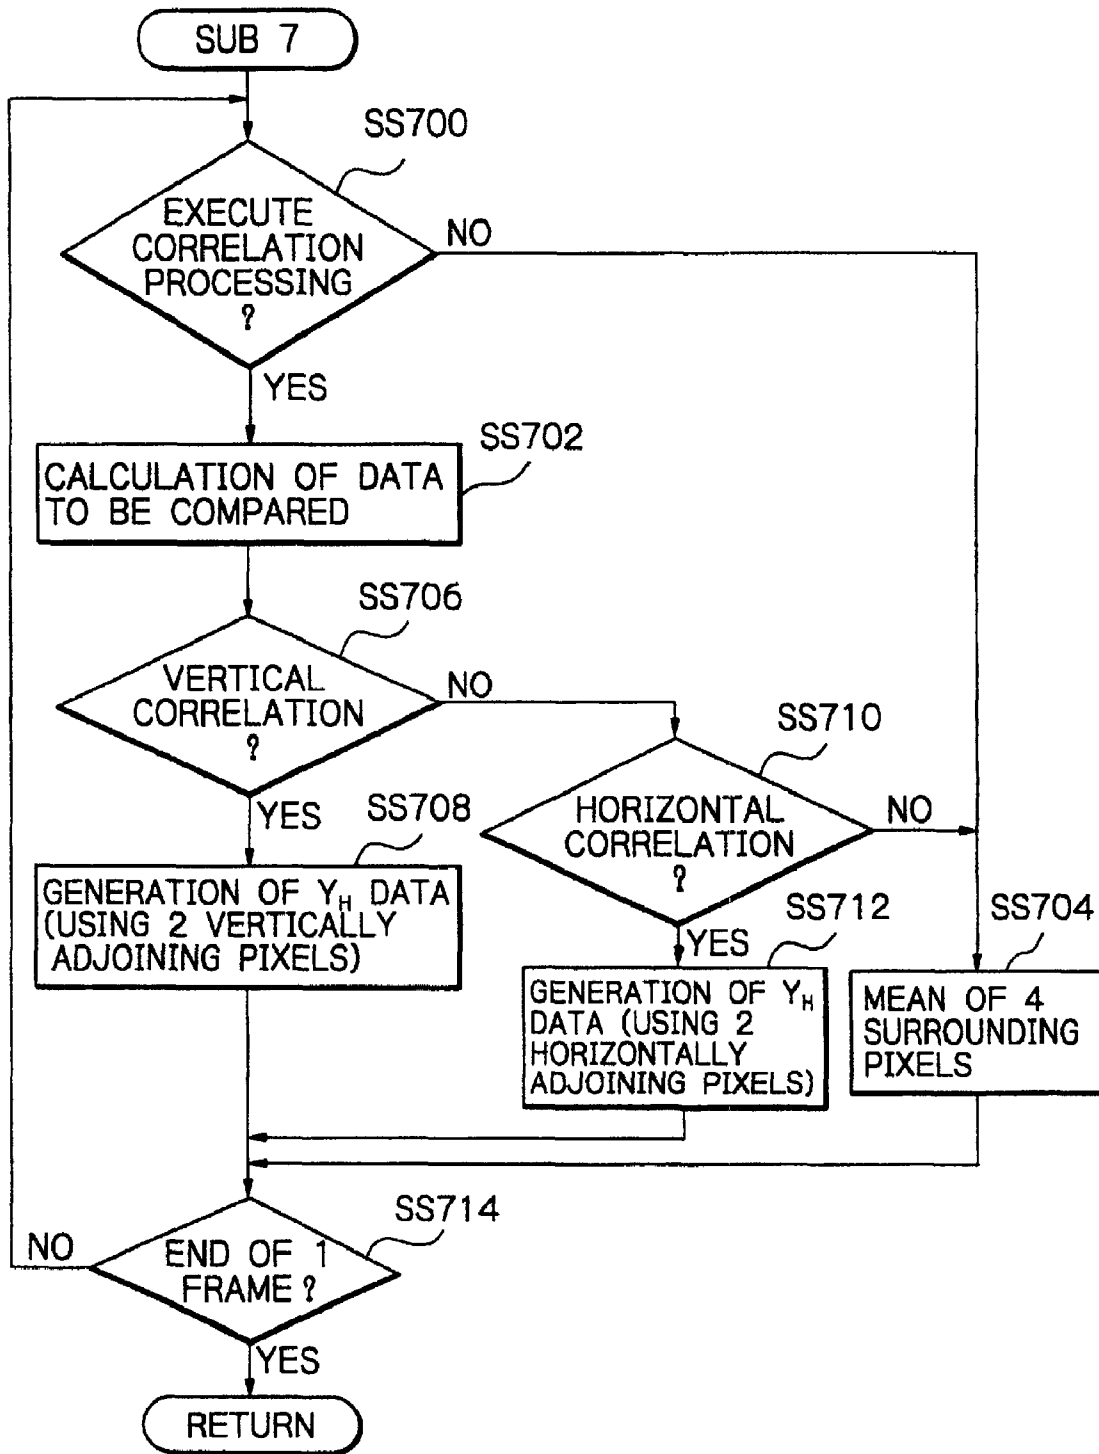 SUB 7
SS700
EXECUTE
CORRELATION
PROCESSING
?
NO
YES
SS702
CALCULATION OF DATA
TO BE COMPARED
SS706
VERTICAL
CORRELATION
?
NO
YES
SS710
HORIZONTAL
CORRELATION
?
NO
YES
SS708
GENERATION OF Y_H DATA
(USING 2 VERTICALLY
ADJOINING PIXELS)
SS712
GENERATION OF Y_H
DATA (USING 2
HORIZONTALLY
ADJOINING PIXELS)
SS704
MEAN OF 4
SURROUNDING
PIXELS
SS714
END OF 1
FRAME ?
NO
YES
RETURN